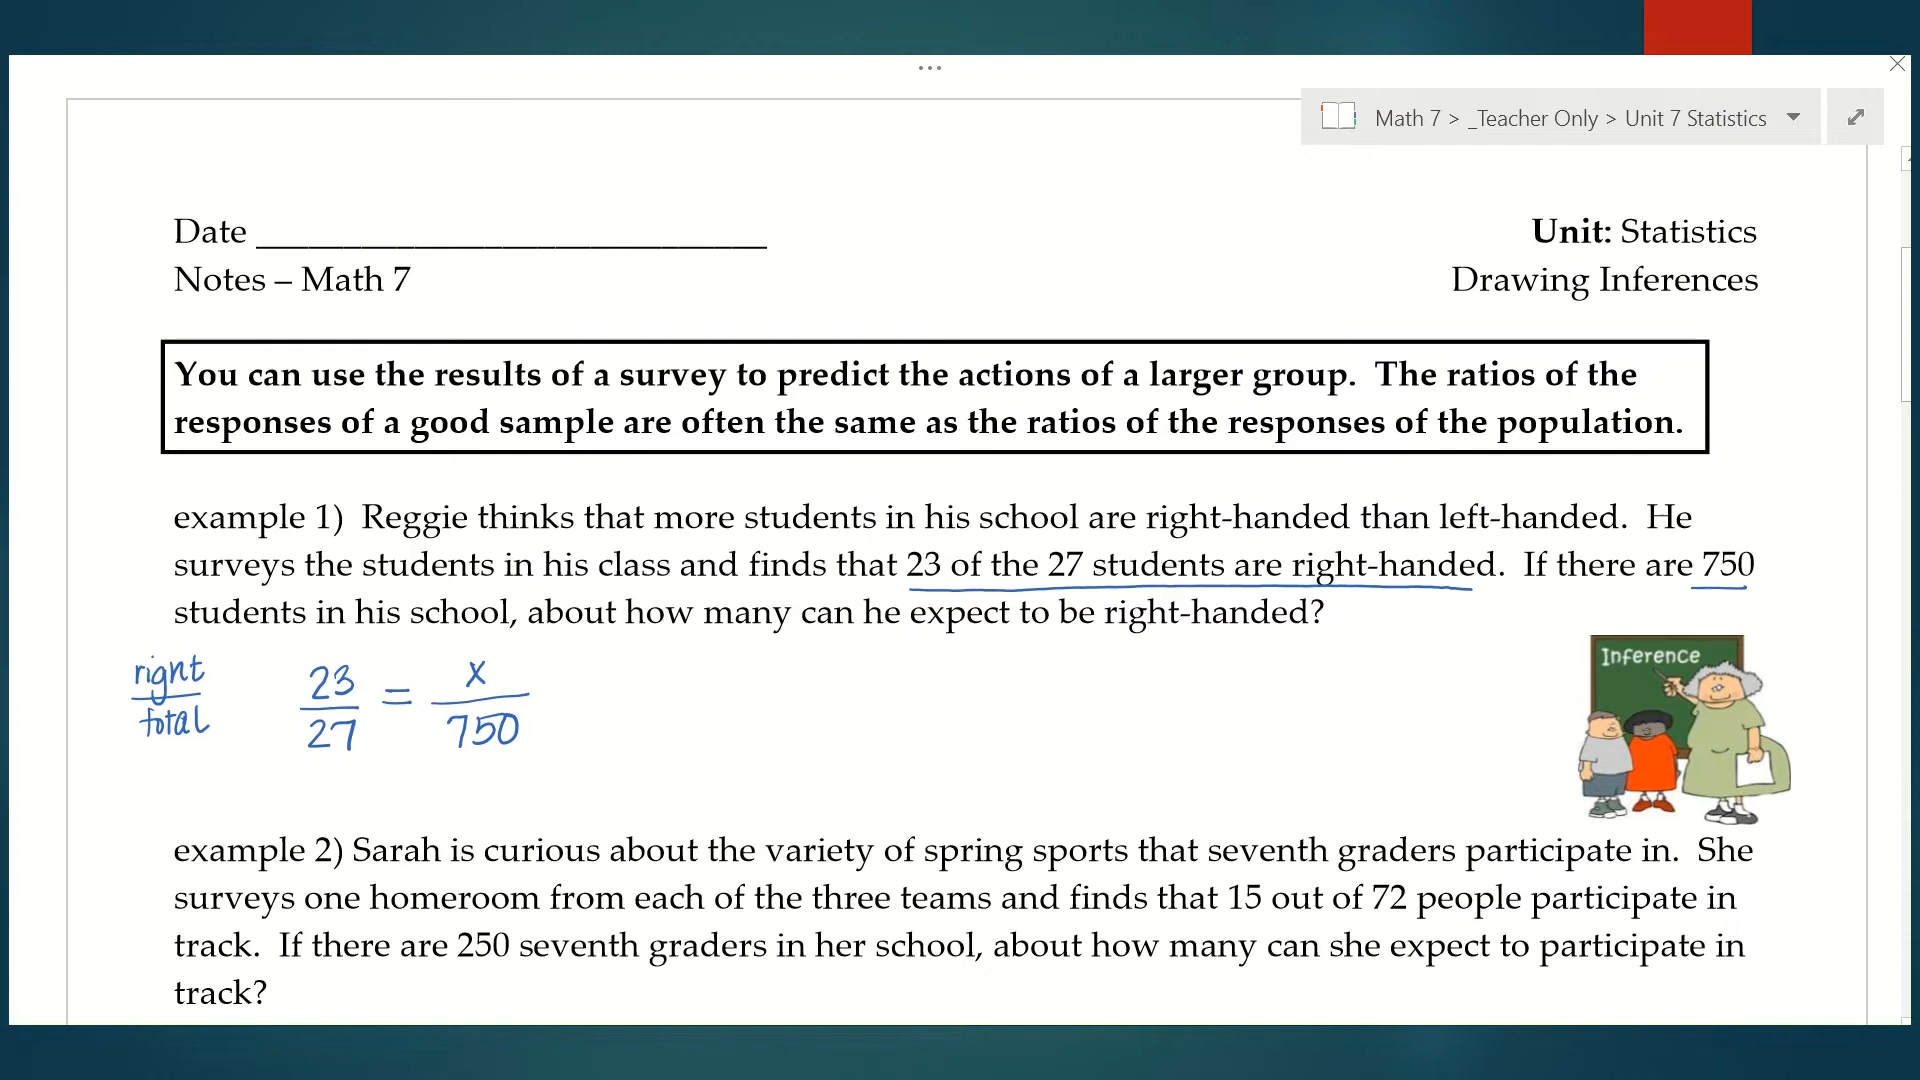 Math 7 > _Teacher Only > Unit 7 Statistics
Date ______________________________ Unit: Statistics
Notes – Math 7 Drawing Inferences
You can use the results of a survey to predict the actions of a larger group. The ratios of the
responses of a good sample are often the same as the ratios of the responses of the population.
example 1) Reggie thinks that more students in his school are right-handed than left-handed. He
surveys the students in his class and finds that 23 of the 27 students are right-handed. If there are 750
students in his school, about how many can he expect to be right-handed?
right/total 23/27 = x/750
Inference
example 2) Sarah is curious about the variety of spring sports that seventh graders participate in. She
surveys one homeroom from each of the three teams and finds that 15 out of 72 people participate in
track. If there are 250 seventh graders in her school, about how many can she expect to participate in
track?